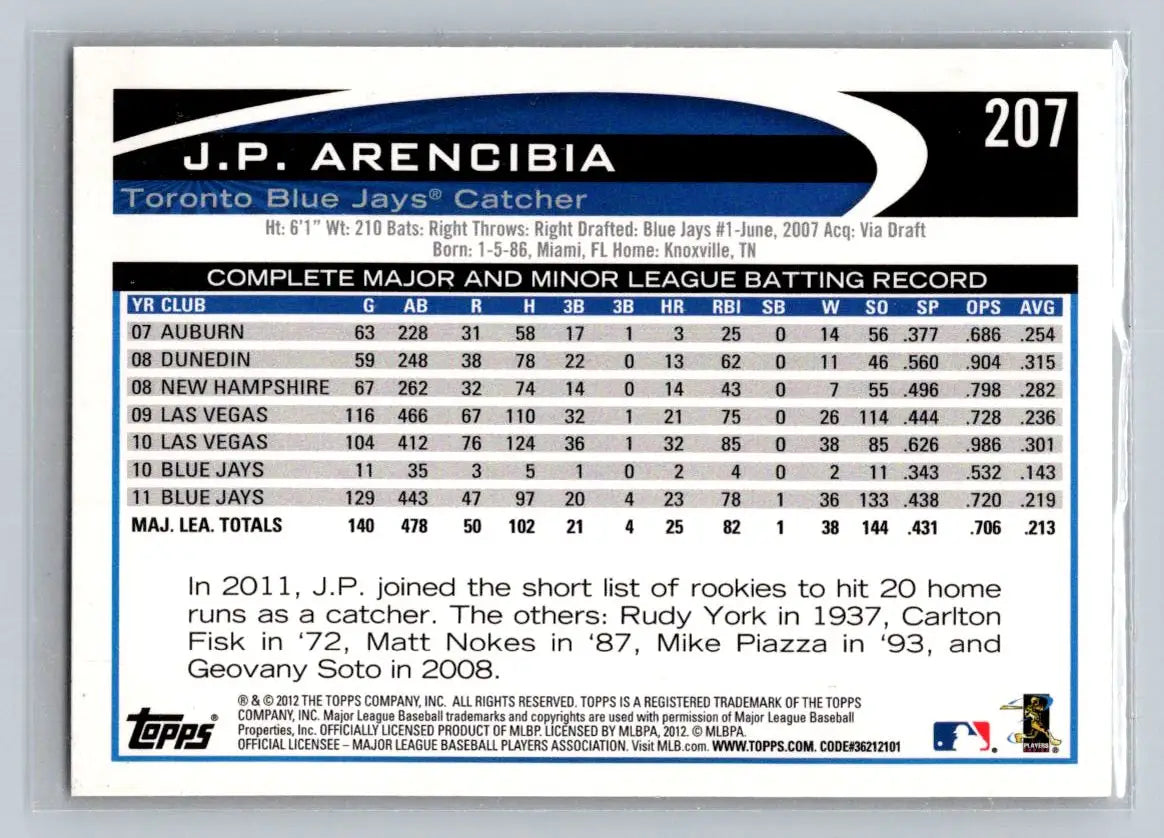 207
J.P. ARENCIBIA
Toronto Blue Jays® Catcher
Ht: 6'1" Wt: 210 Bats: Right Throws: Right Drafted: Blue Jays #1-June, 2007 Acq: Via Draft
Born: 1-5-86, Miami, FL Home: Knoxville, TN
COMPLETE MAJOR AND MINOR LEAGUE BATTING RECORD
YR CLUB G AB R H 3B 3B HR RBI SB W SO SP OPS AVG
07 AUBURN 63 228 31 58 17 1 3 25 0 14 56 .377 .686 .254
08 DUNEDIN 59 248 38 78 22 0 13 62 0 11 46 .560 .904 .315
08 NEW HAMPSHIRE 67 262 32 74 14 0 14 43 0 7 55 .496 .798 .282
09 LAS VEGAS 116 466 67 110 32 1 21 75 0 26 114 .444 .728 .236
10 LAS VEGAS 104 412 76 124 36 1 32 85 0 38 85 .626 .986 .301
10 BLUE JAYS 11 35 3 5 1 0 2 4 0 2 11 .343 .532 .143
11 BLUE JAYS 129 443 47 97 20 4 23 78 1 36 133 .438 .720 .219
MAJ. LEA. TOTALS 140 478 50 102 21 4 25 82 1 38 144 .431 .706 .213
In 2011, J.P. joined the short list of rookies to hit 20 home
runs as a catcher. The others: Rudy York in 1937, Carlton
Fisk in '72, Matt Nokes in '87, Mike Piazza in '93, and
Geovany Soto in 2008.
Topps®
® & © 2012 THE TOPPS COMPANY, INC. ALL RIGHTS RESERVED. TOPPS IS A REGISTERED TRADEMARK OF THE TOPPS
COMPANY, INC. Major League Baseball trademarks and copyrights are used with permission of Major League Baseball
Properties, Inc. OFFICIALLY LICENSED PRODUCT OF MLBP. LICENSED BY MLBPA, 2012. © MLBPA.
OFFICIAL LICENSEE – MAJOR LEAGUE BASEBALL PLAYERS ASSOCIATION. Visit MLB.com. WWW.TOPPS.COM. CODE#36212101
PLAYERS